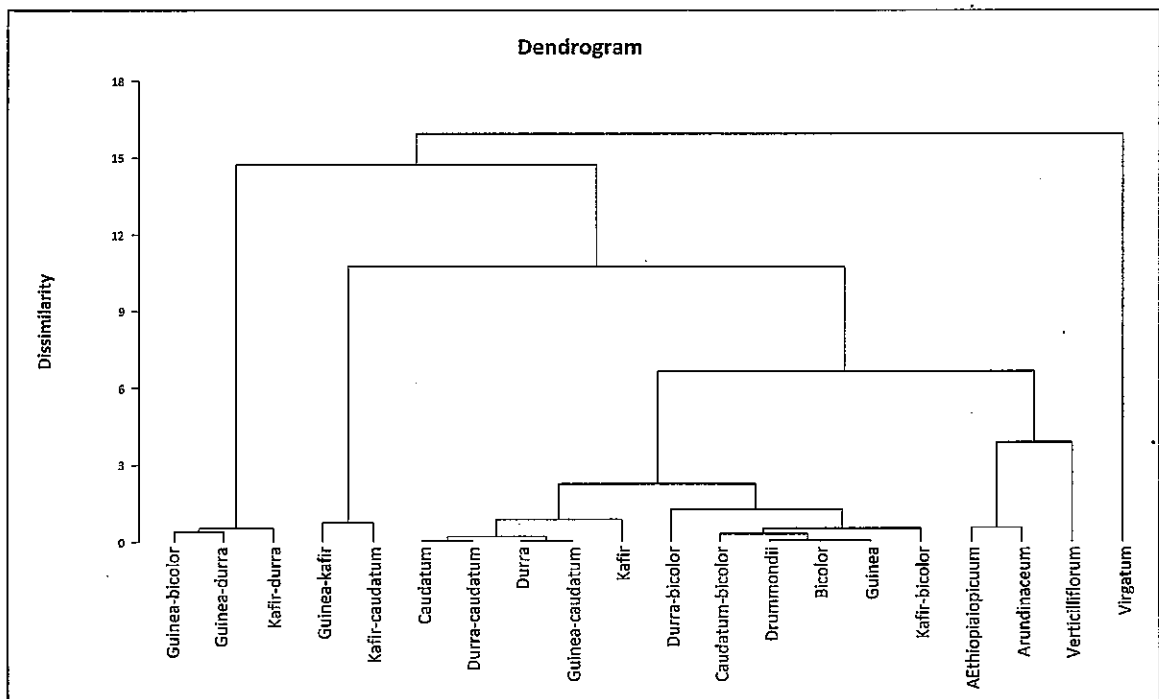 Dendrogram
18
15
12
9
6
3
0
Dissimilarity
Guinea-bicolor
Guinea-durra
Kafir-durra
Guinea-kafir
Kafir-caudatum
Caudatum
Durra-caudatum
Durra
Guinea-caudatum
Kafir
Durra-bicolor
Caudatum-bicolor
Drummondii
Bicolor
Guinea
Kafir-bicolor
AEthiopiaiopicuum
Arundinaceum
Verticilliflorum
Virgatum